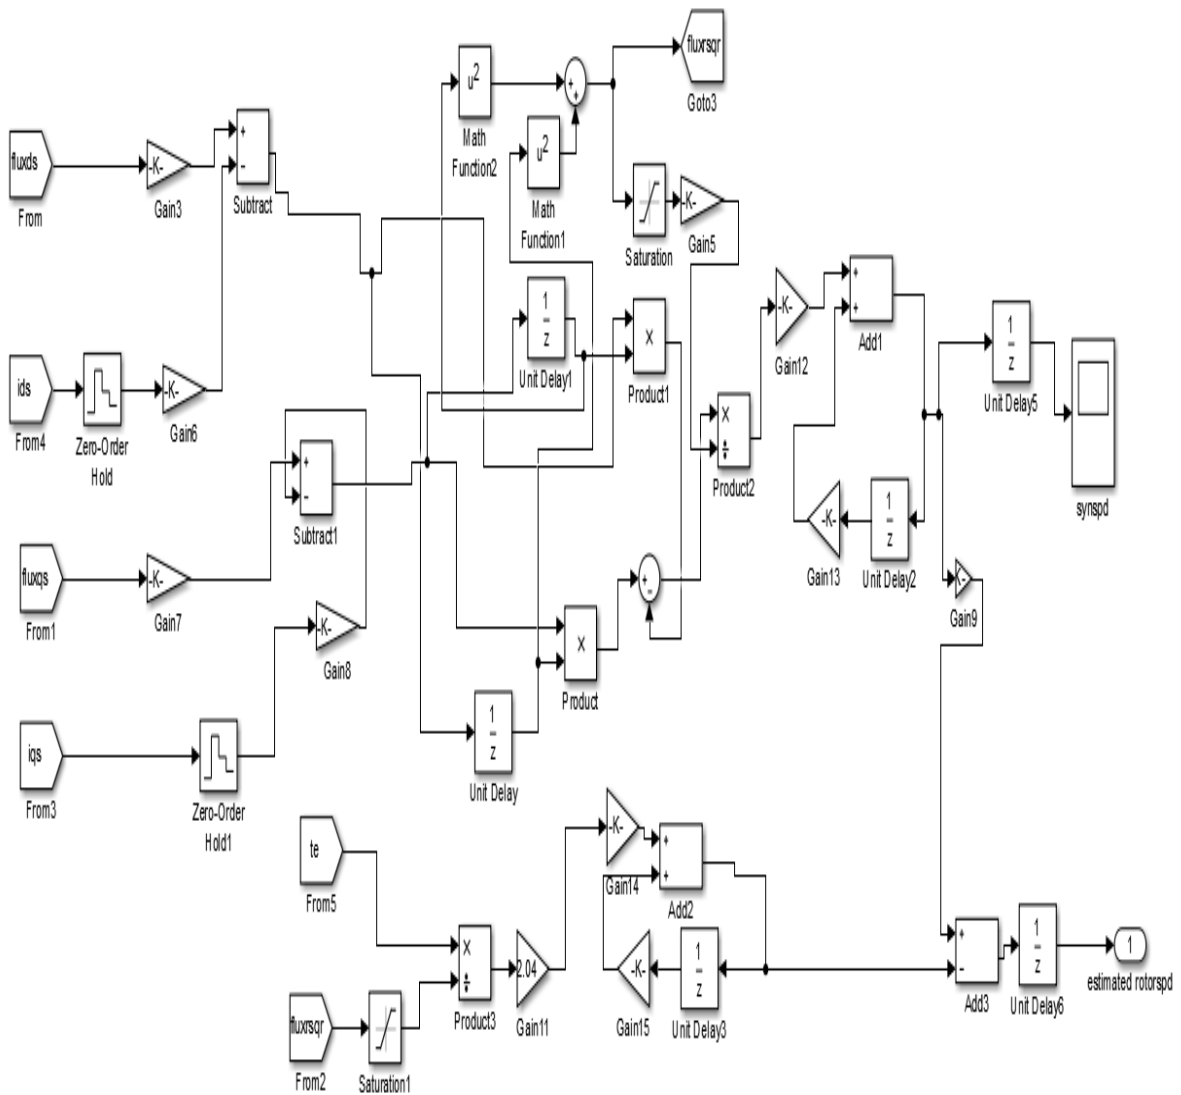 fluxrsqr
Goto3
u2
Math
Function2
+
+
u2
Math
Function1
fluxds
From
-K-
Gain3
+
-
Subtract
Saturation
-K-
Gain5
ids
From4
Zero-Order
Hold
-K-
Gain6
1
z
Unit Delay1
×
Product1
-K-
Gain12
+
+
Add1
1
z
Unit Delay5
synspd
+
-
Subtract1
×
÷
Product2
-K-
Gain13
1
z
Unit Delay2
K-
Gain9
fluxqs
From1
-K-
Gain7
-K-
Gain8
+
-
×
Product
iqs
From3
Zero-Order
Hold1
1
z
Unit Delay
te
From5
-K-
Gain14
+
+
Add2
×
÷
Product3
2.04
Gain11
-K-
Gain15
1
z
Unit Delay3
+
-
Add3
1
z
Unit Delay6
1
estimated rotorspd
fluxrsqr
From2
Saturation1